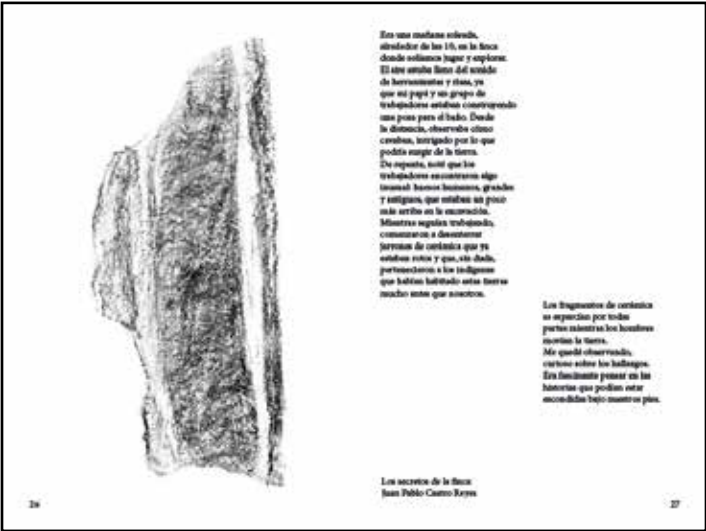 Era una mañana soleada,
alrededor de las 10, en la finca
donde solíamos jugar y explorar.
El aire estaba lleno del sonido
de herramientas y risas, ya
que mi papá y un grupo de
trabajadores estaban construyendo
una poza para el baño. Desde
la distancia, observaba cómo
cavaban, intrigado por lo que
podría surgir de la tierra.
De repente, noté que los
trabajadores encontraron algo
inusual: huesos humanos, grandes
y antiguos, que estaban un poco
más arriba en la excavación.
Mientras seguían trabajando,
comenzaron a desenterrar
jarrones de cerámica que ya
estaban rotos y que, sin duda,
pertenecieron a los indígenas
que habían habitado estas tierras
mucho antes que nosotros.
Los fragmentos de cerámica
se esparcían por todas
partes mientras los hombres
movían la tierra.
Me quedé observando,
curioso sobre los hallazgos.
Era fascinante pensar en las
historias que podían estar
escondidas bajo nuestros pies.
Los secretos de la finca
Juan Pablo Castro Reyes
26
27